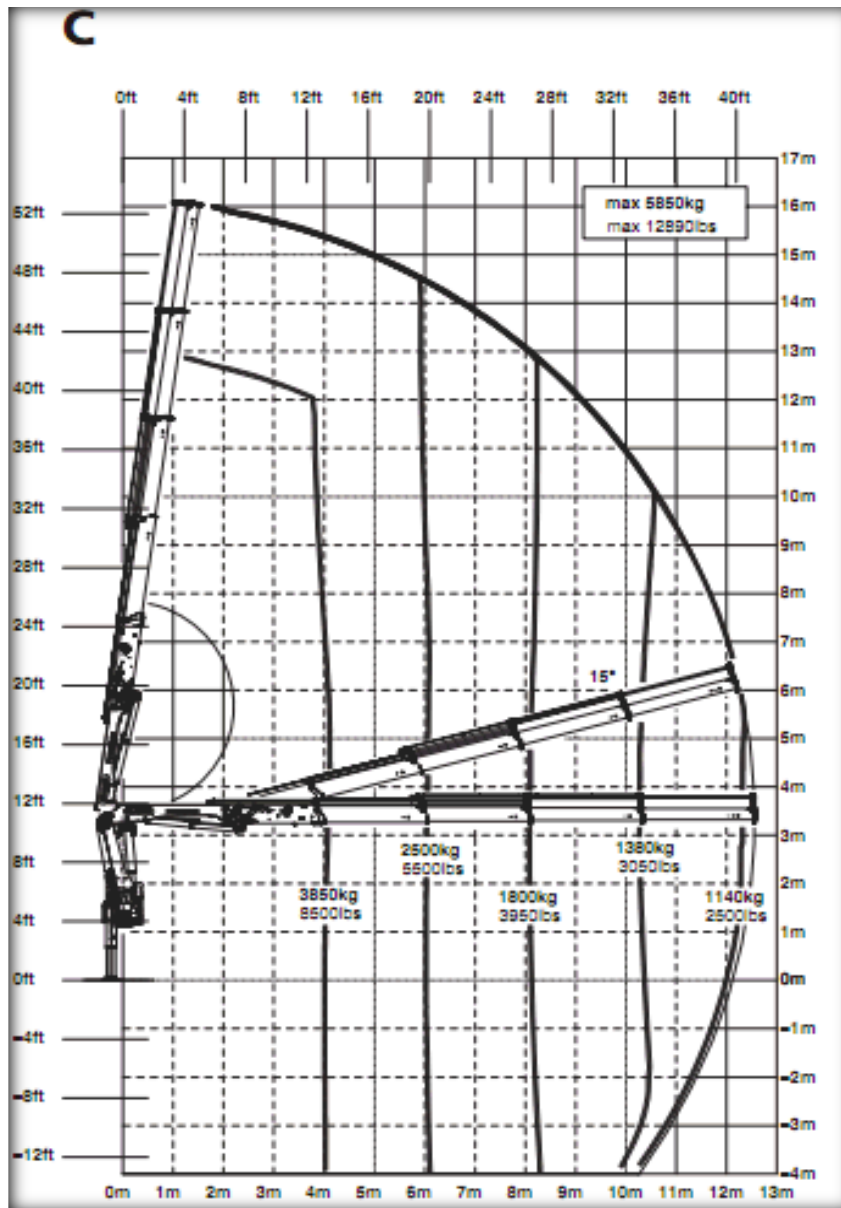 C
0ft 4ft 8ft 12ft 16ft 20ft 24ft 28ft 32ft 36ft 40ft
17m
max 5850kg
max 12890lbs
52ft
16m
15m
48ft
14m
44ft
13m
40ft
12m
36ft
11m
32ft
10m
9m
28ft
8m
24ft
7m
20ft
15°
6m
16ft
5m
12ft
4m
3m
8ft
2500kg
5500lbs
1380kg
3050lbs
3850kg
8500lbs
1800kg
3950lbs
1140kg
2500lbs
2m
4ft
1m
0ft
0m
-4ft
-1m
-8ft
-2m
-3m
-12ft
-4m
0m 1m 2m 3m 4m 5m 6m 7m 8m 9m 10m 11m 12m 13m